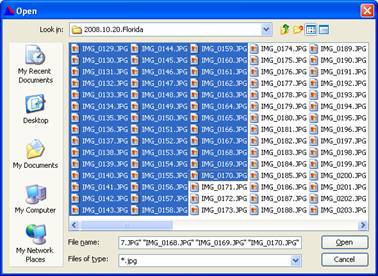 Open
Look in: 2008.10.20.Florida
My Recent Documents
Desktop
My Documents
My Computer
My Network Places
IMG_0129.JPG IMG_0144.JPG IMG_0159.JPG IMG_0174.JPG IMG_0189.JPG
IMG_0130.JPG IMG_0145.JPG IMG_0160.JPG IMG_0175.JPG IMG_0190.JPG
IMG_0131.JPG IMG_0146.JPG IMG_0161.JPG IMG_0176.JPG IMG_0191.JPG
IMG_0132.JPG IMG_0147.JPG IMG_0162.JPG IMG_0177.JPG IMG_0192.JPG
IMG_0133.JPG IMG_0148.JPG IMG_0163.JPG IMG_0178.JPG IMG_0193.JPG
IMG_0134.JPG IMG_0149.JPG IMG_0164.JPG IMG_0179.JPG IMG_0194.JPG
IMG_0135.JPG IMG_0150.JPG IMG_0165.JPG IMG_0180.JPG IMG_0195.JPG
IMG_0136.JPG IMG_0151.JPG IMG_0166.JPG IMG_0181.JPG IMG_0196.JPG
IMG_0137.JPG IMG_0152.JPG IMG_0167.JPG IMG_0182.JPG IMG_0197.JPG
IMG_0138.JPG IMG_0153.JPG IMG_0168.JPG IMG_0183.JPG IMG_0198.JPG
IMG_0139.JPG IMG_0154.JPG IMG_0169.JPG IMG_0184.JPG IMG_0199.JPG
IMG_0140.JPG IMG_0155.JPG IMG_0170.JPG IMG_0185.JPG IMG_0200.JPG
IMG_0141.JPG IMG_0156.JPG IMG_0171.JPG IMG_0186.JPG IMG_0201.JPG
IMG_0142.JPG IMG_0157.JPG IMG_0172.JPG IMG_0187.JPG IMG_0202.JPG
IMG_0143.JPG IMG_0158.JPG IMG_0173.JPG IMG_0188.JPG IMG_0203.JPG
File name: 7.JPG" "IMG_0168.JPG" "IMG_0169.JPG" "IMG_0170.JPG" Open
Files of type: *.jpg Cancel